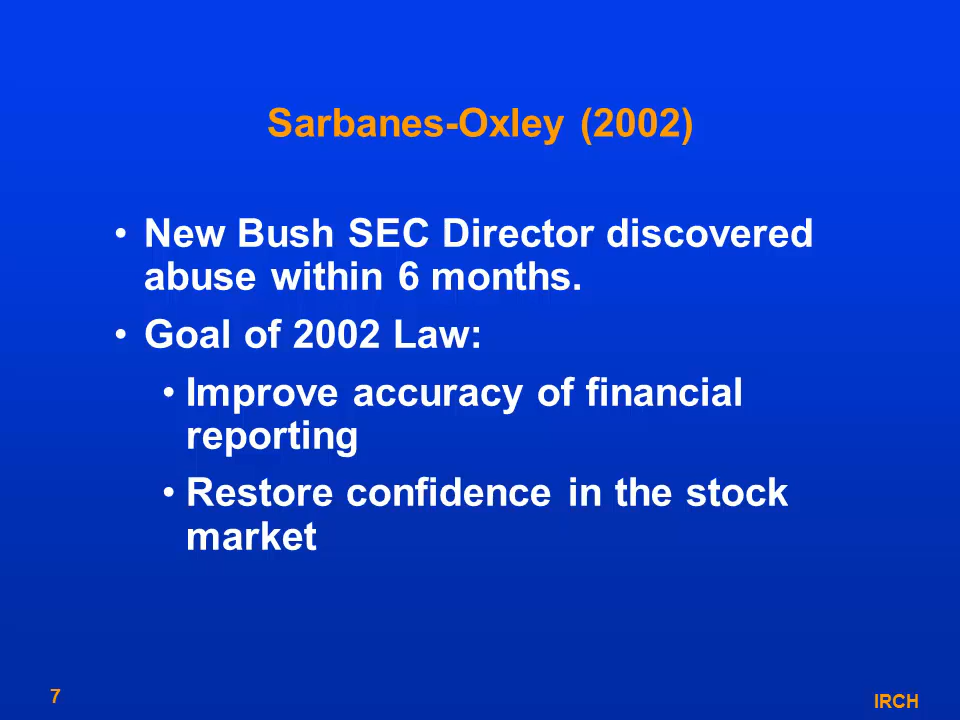 Sarbanes-Oxley (2002)
• New Bush SEC Director discovered
abuse within 6 months.
• Goal of 2002 Law:
• Improve accuracy of financial
reporting
• Restore confidence in the stock
market
7
IRCH